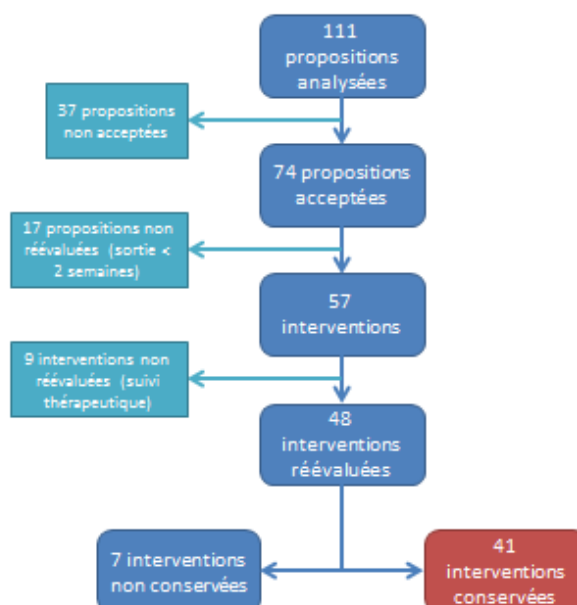 111
propositions
analysées
37 propositions
non acceptées
74 propositions
acceptées
17 propositions non
réévaluées (sortie <
2 semaines)
57
interventions
9 interventions non
réévaluées (suivi
thérapeutique)
48
interventions
réévaluées
7 interventions
non conservées
41
interventions
conservées